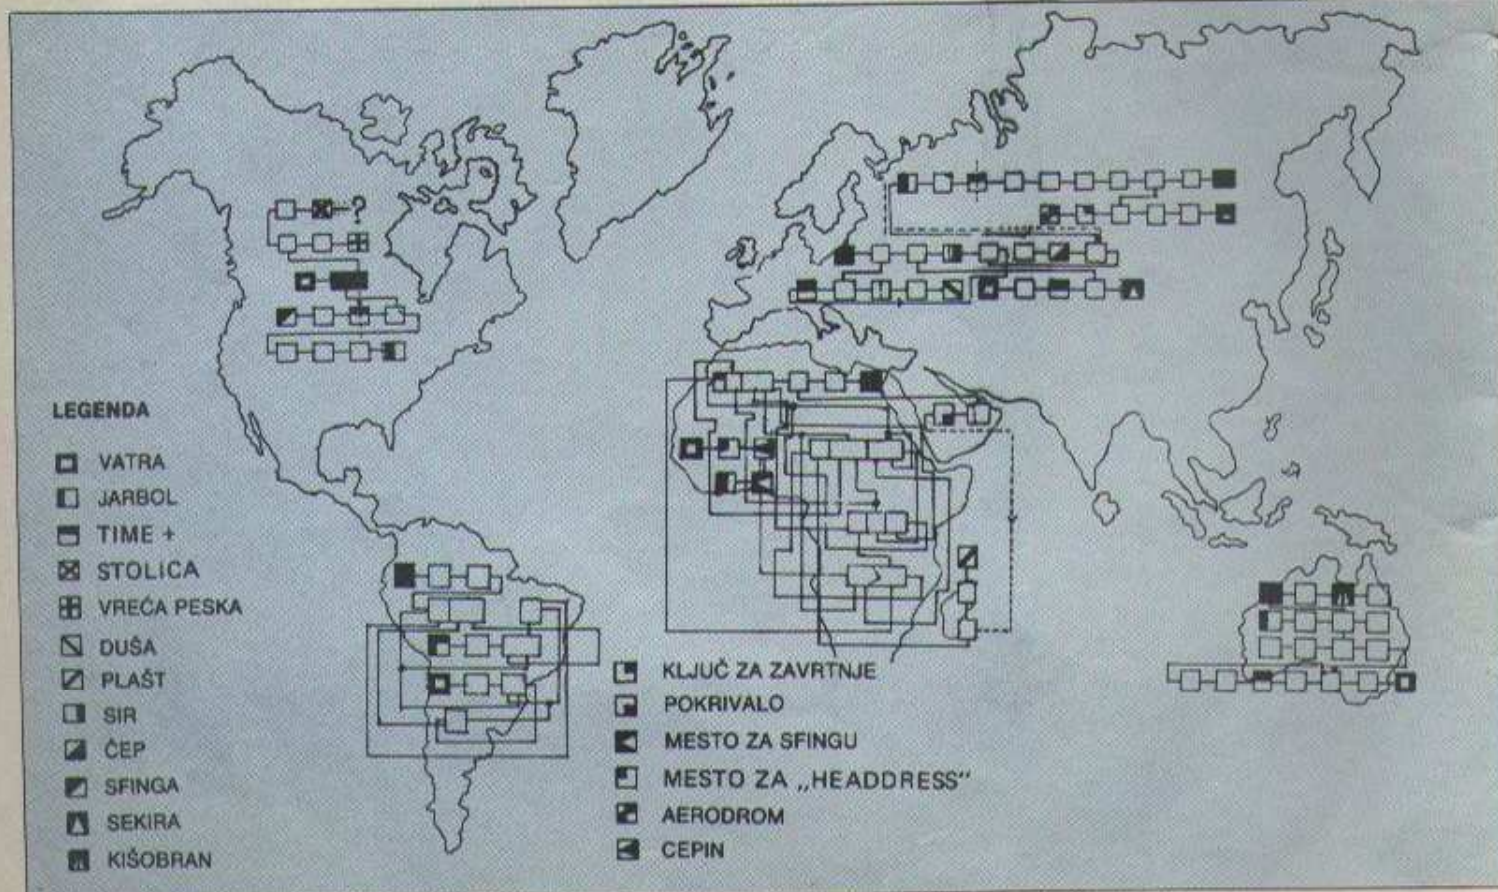 ?
LEGENDA
VATRA
JARBOL
TIME +
STOLICA
VREĆA PESKA
DUŠA
PLAŠT
SIR
ČEP
SFINGA
SEKIRA
KIŠOBRAN
KLJUČ ZA ZAVRTNJE
POKRIVALO
MESTO ZA SFINGU
MESTO ZA „HEADDRESS"
AERODROM
CEPIN